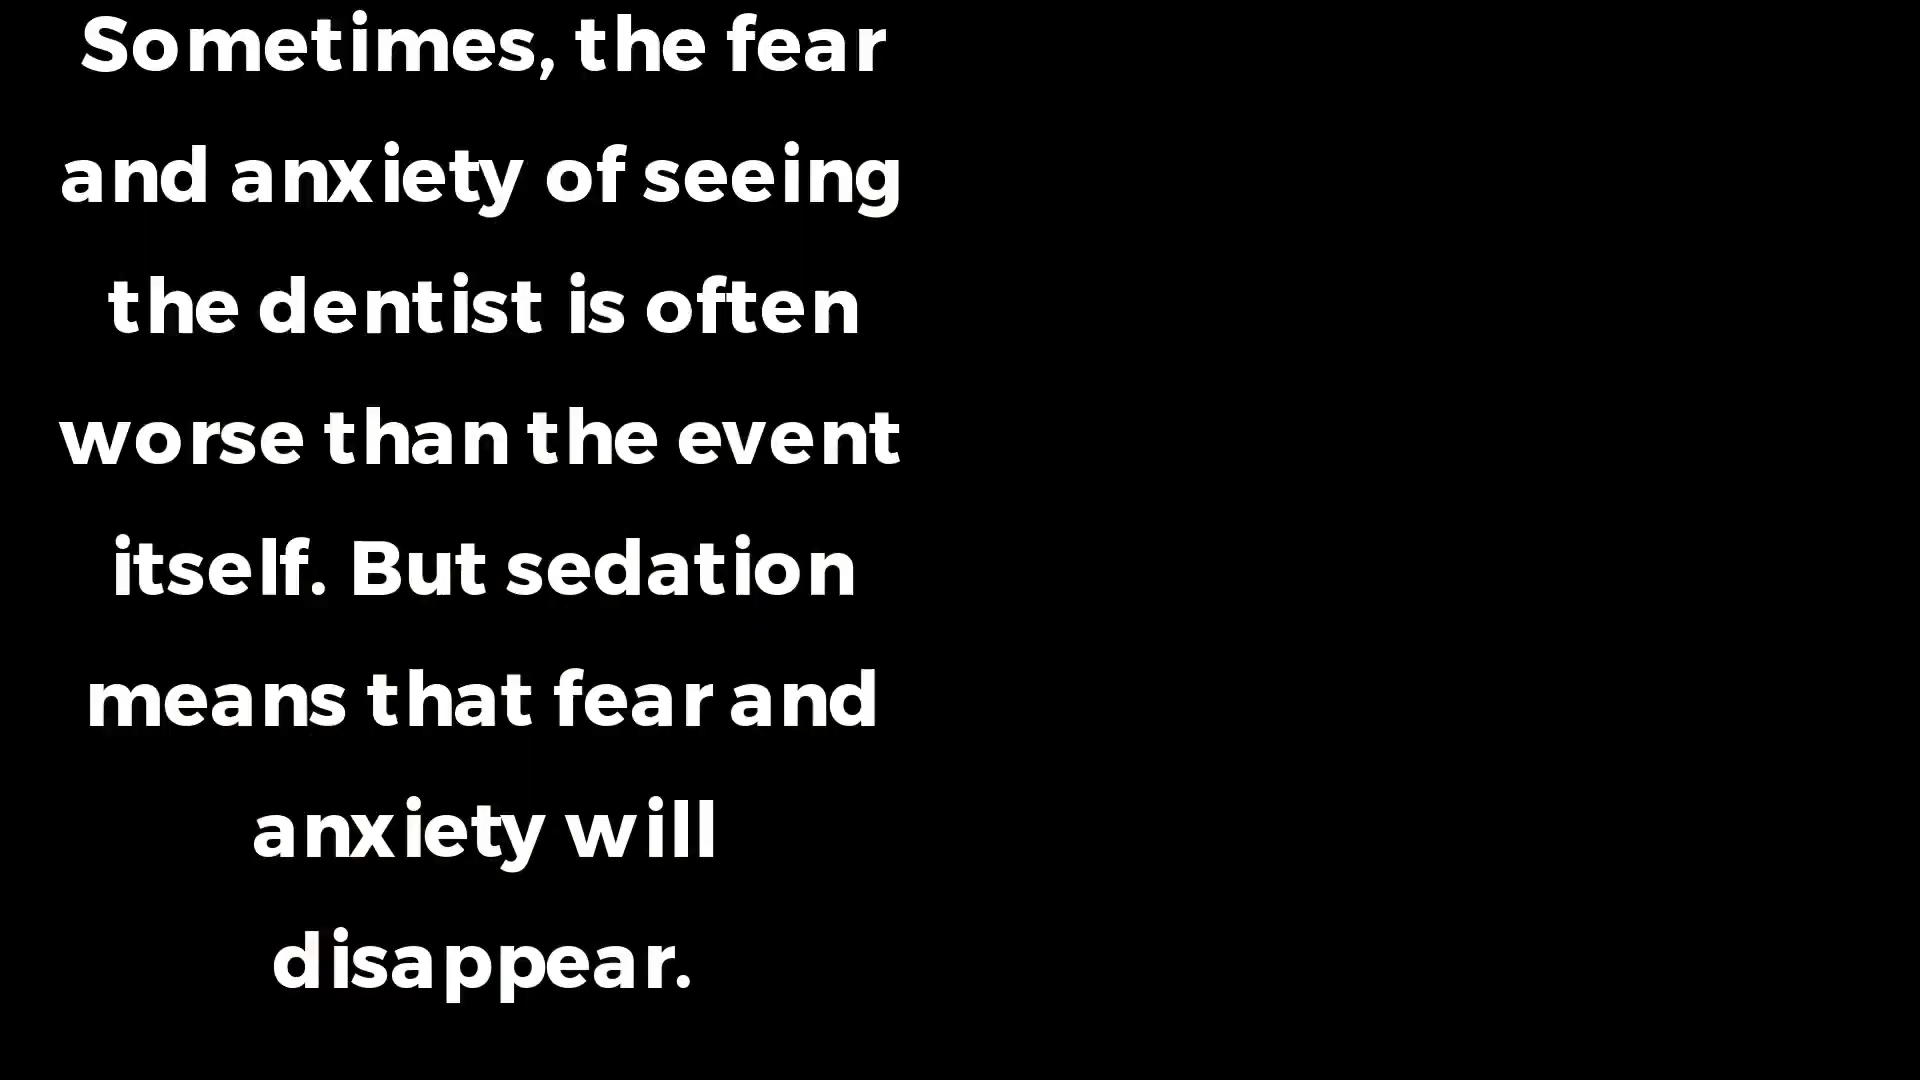 Sometimes, the fear
and anxiety of seeing
the dentist is often
worse than the event
itself. But sedation
means that fear and
anxiety will
disappear.